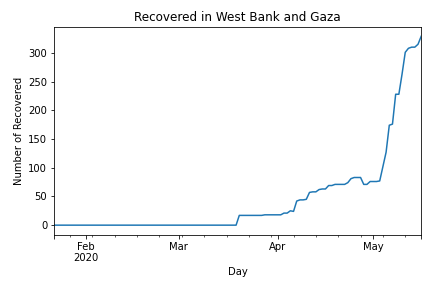 Recovered in West Bank and Gaza
Number of Recovered
300
250
200
150
100
50
0
Feb
2020
Mar
Apr
May
Day